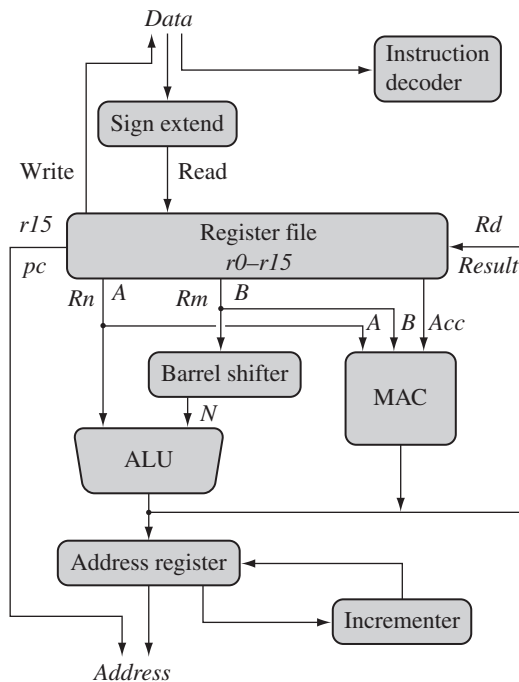 Data
Instruction
decoder
Sign extend
Write
Read
r15
pc
Register file
r0–r15
Rd
Result
Rn
A
Rm
B
A
B
Acc
Barrel shifter
MAC
N
ALU
Address register
Incrementer
Address